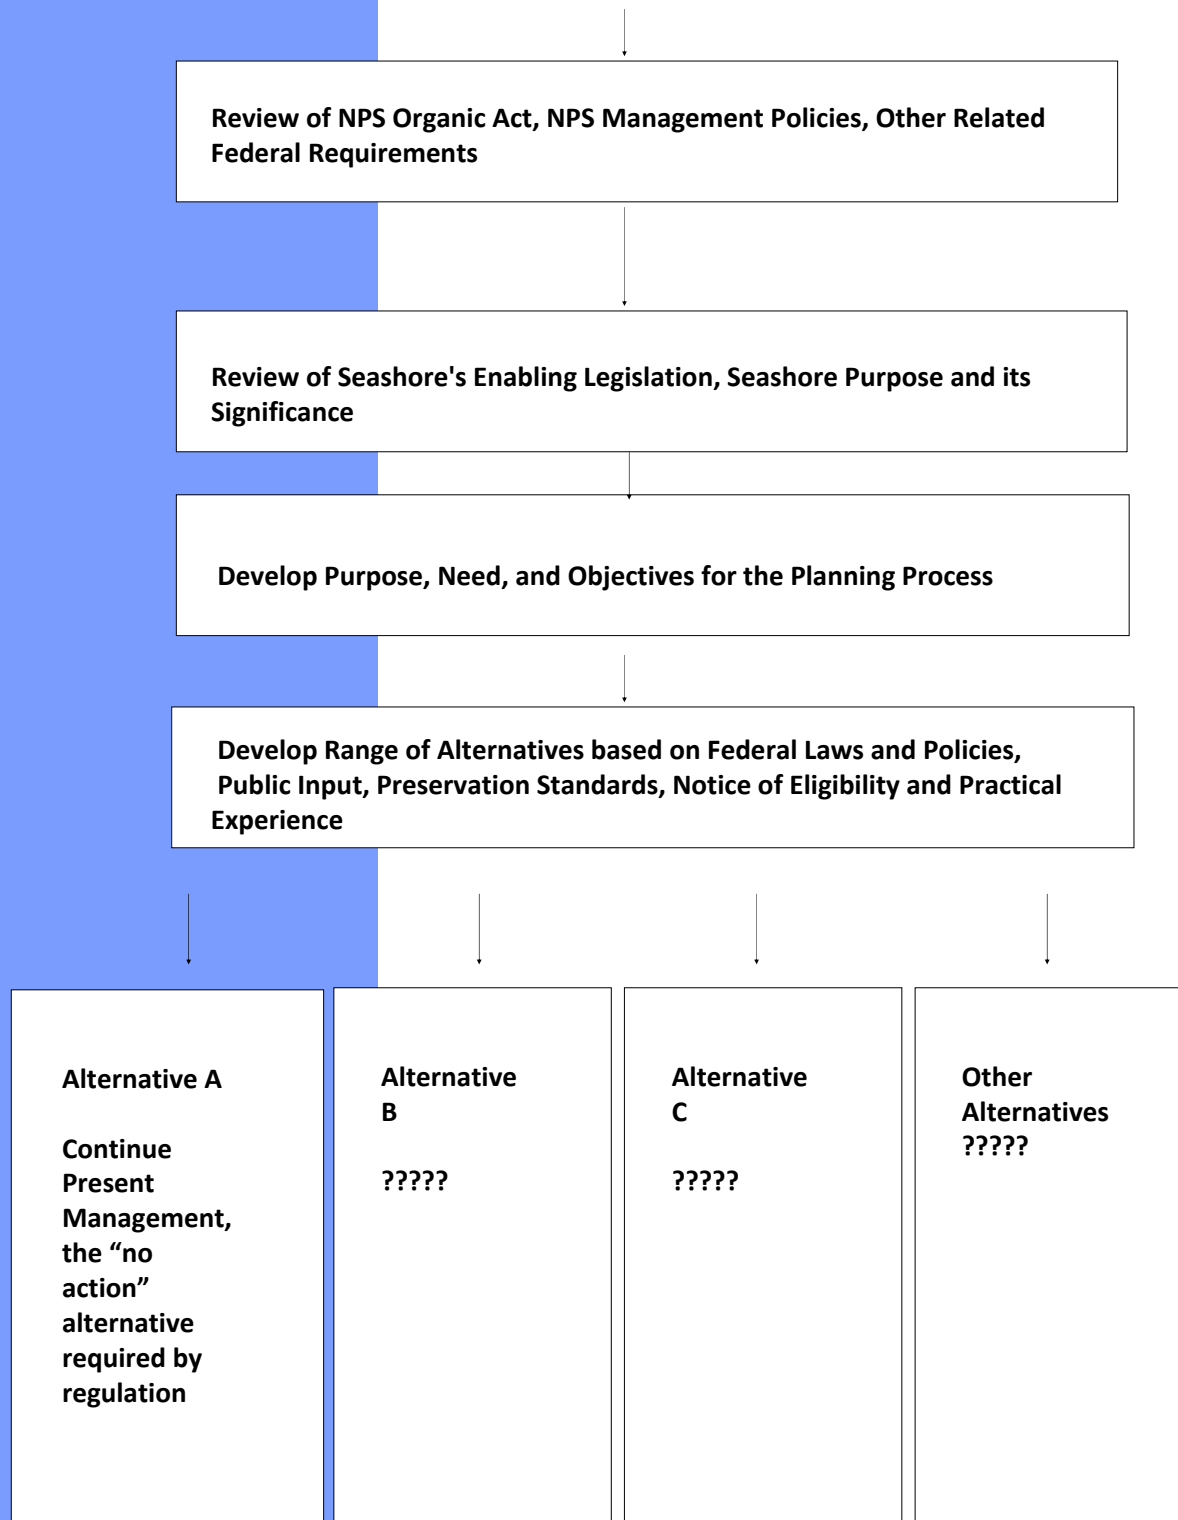 Review of NPS Organic Act, NPS Management Policies, Other Related
Federal Requirements
Review of Seashore's Enabling Legislation, Seashore Purpose and its
Significance
Develop Purpose, Need, and Objectives for the Planning Process
Develop Range of Alternatives based on Federal Laws and Policies,
Public Input, Preservation Standards, Notice of Eligibility and Practical
Experience
Alternative A
Continue
Present
Management,
the “no
action”
alternative
required by
regulation
Alternative
B
?????
Alternative
C
?????
Other
Alternatives
?????